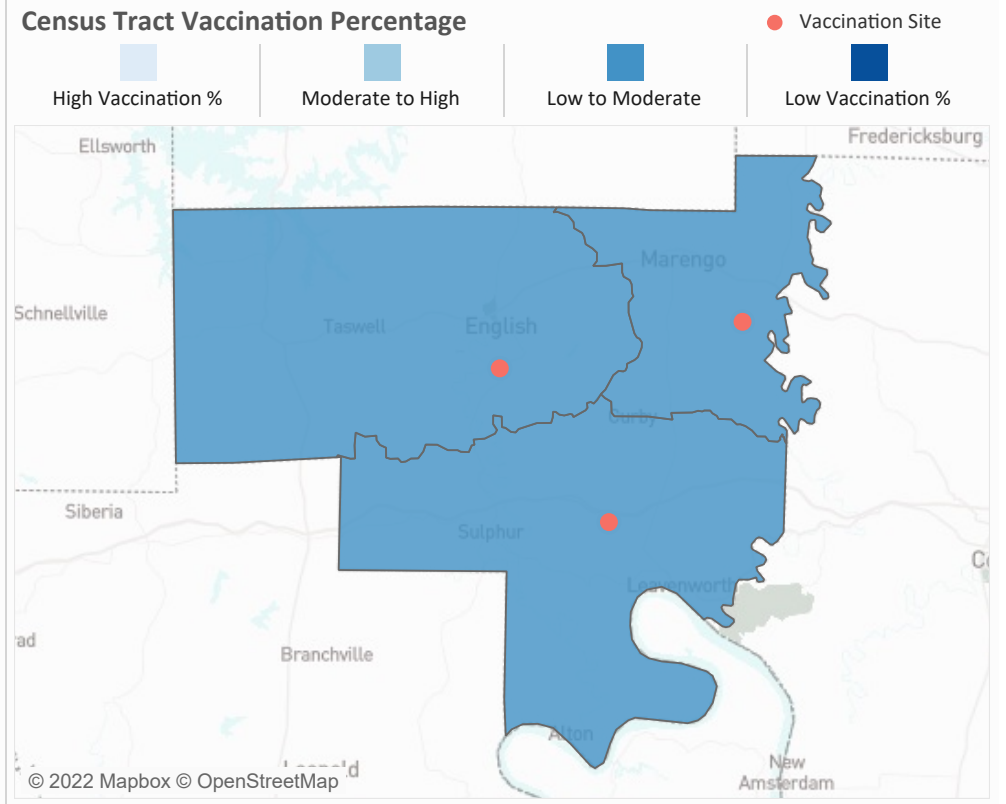 Census Tract Vaccination Percentage
Vaccination Site
High Vaccination %
Moderate to High
Low to Moderate
Low Vaccination %
Ellsworth
Fredericksburg
Marengo
Schnellville
Taswell
English
Curby
Siberia
Sulphur
Leavenworth
Branchville
Alton
New
Amsterdam
© 2022 Mapbox © OpenStreetMap